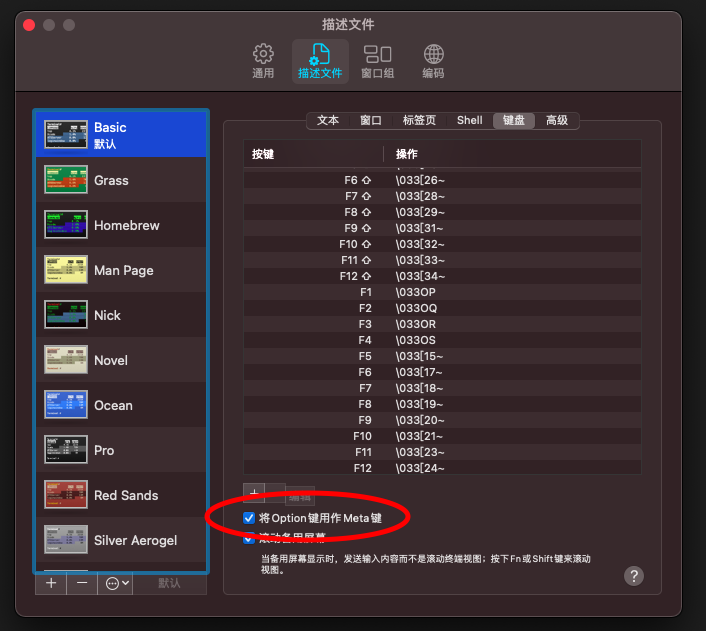 描述文件
通用
描述文件
窗口组
编码
Basic
默认
Grass
Homebrew
Man Page
Nick
Novel
Ocean
Pro
Red Sands
Silver Aerogel
默认
文本
窗口
标签页
Shell
键盘
高级
按键 操作
F6 ⇧ \033[26~
F7 ⇧ \033[28~
F8 ⇧ \033[29~
F9 ⇧ \033[31~
F10 ⇧ \033[32~
F11 ⇧ \033[33~
F12 ⇧ \033[34~
F1 \033OP
F2 \033OQ
F3 \033OR
F4 \033OS
F5 \033[15~
F6 \033[17~
F7 \033[18~
F8 \033[19~
F9 \033[20~
F10 \033[21~
F11 \033[23~
F12 \033[24~
编辑
将Option键用作Meta键
滚动备用屏幕
当备用屏幕显示时，发送输入内容而不是滚动终端视图；按下Fn或Shift键来滚动
视图。
?